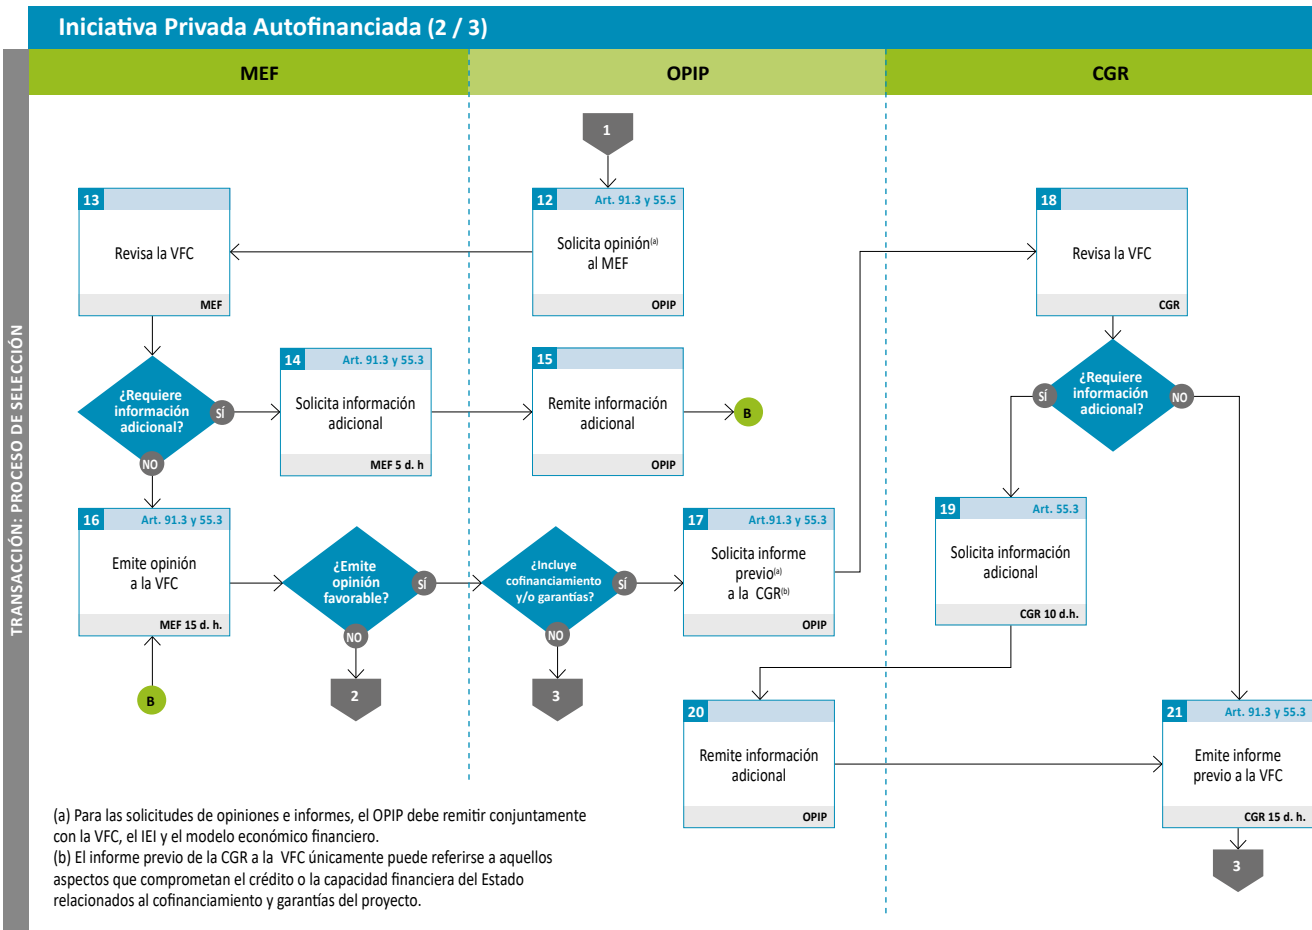 Iniciativa Privada Autofinanciada (2 / 3)
MEF
OPIP
CGR
TRANSACCIÓN: PROCESO DE SELECCIÓN
1
13
Revisa la VFC
MEF
12
Art. 91.3 y 55.5
Solicita opinión(a)
al MEF
OPIP
18
Revisa la VFC
CGR
¿Requiere
información
adicional?
SÍ
NO
14
Art. 91.3 y 55.3
Solicita información
adicional
MEF 5 d. h
15
Remite información
adicional
OPIP
B
¿Requiere
información
adicional?
SÍ
NO
16
Art. 91.3 y 55.3
Emite opinión
a la VFC
MEF 15 d. h.
¿Emite
opinión
favorable?
SÍ
NO
¿Incluye
cofinanciamiento
y/o garantías?
SÍ
NO
17
Art.91.3 y 55.3
Solicita informe
previo(a)
a la CGR(b)
OPIP
19
Art. 55.3
Solicita información
adicional
CGR 10 d.h.
B
2
3
20
Remite información
adicional
OPIP
21
Art. 91.3 y 55.3
Emite informe
previo a la VFC
CGR 15 d. h.
3
(a) Para las solicitudes de opiniones e informes, el OPIP debe remitir conjuntamente
con la VFC, el IEI y el modelo económico financiero.
(b) El informe previo de la CGR a la VFC únicamente puede referirse a aquellos
aspectos que comprometan el crédito o la capacidad financiera del Estado
relacionados al cofinanciamiento y garantías del proyecto.